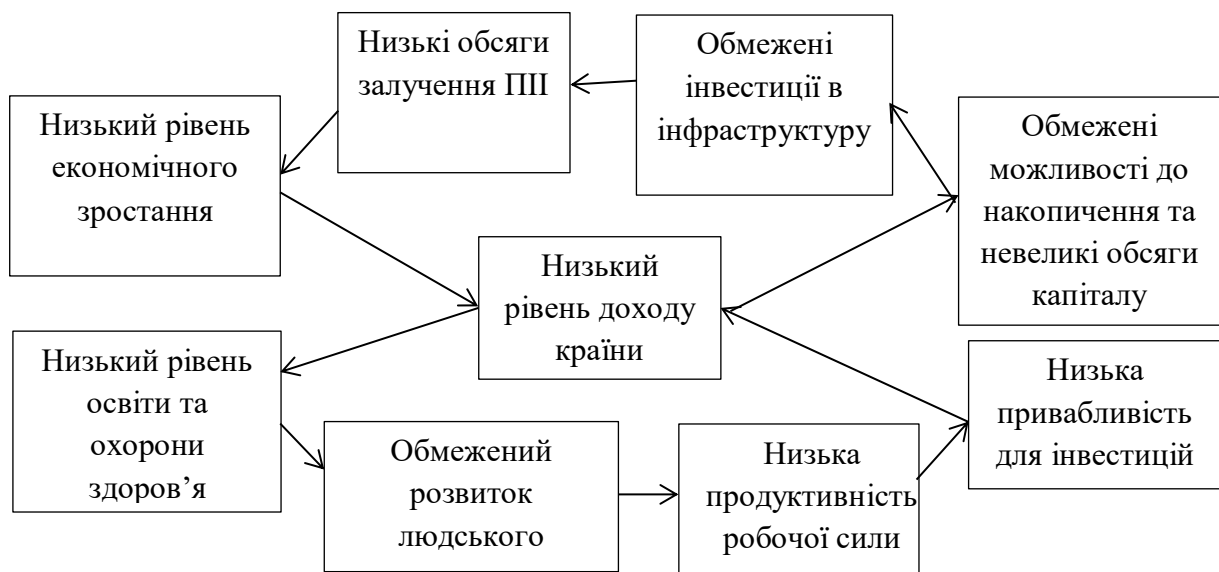 Низькі обсяги
залучення ПІІ
Обмежені
інвестиції в
інфраструктуру
Низький рівень
економічного
зростання
Обмежені
можливості до
накопичення та
невеликі обсяги
капіталу
Низький
рівень доходу
країни
Низький рівень
освіти та
охорони
здоров’я
Обмежений
розвиток
людського
Низька
продуктивність
робочої сили
Низька
привабливість
для інвестицій